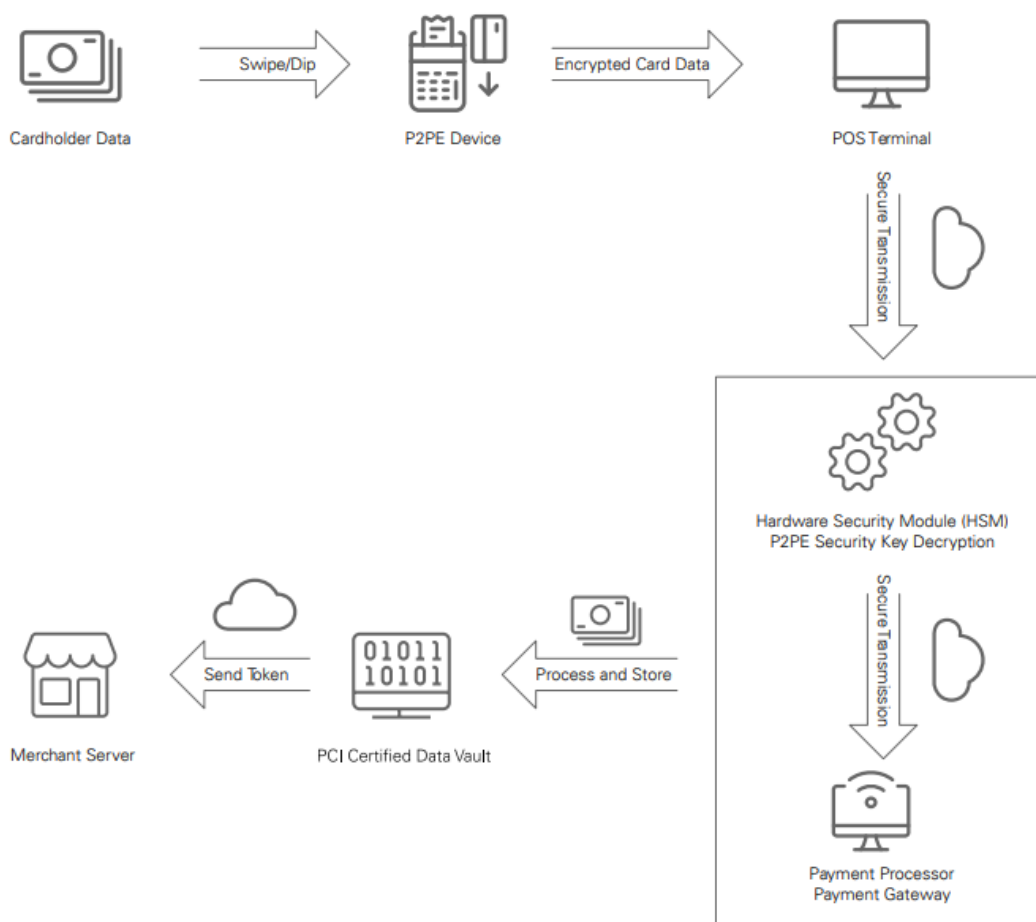 Swipe/Dip
Encrypted Card Data
Cardholder Data
P2PE Device
POS Terminal
Secure Transmission
Hardware Security Module (HSM)
P2PE Security Key Decryption
Secure Transmission
01011
10101
Send Token
Process and Store
Merchant Server
PCI Certified Data Vault
Payment Processor
Payment Gateway